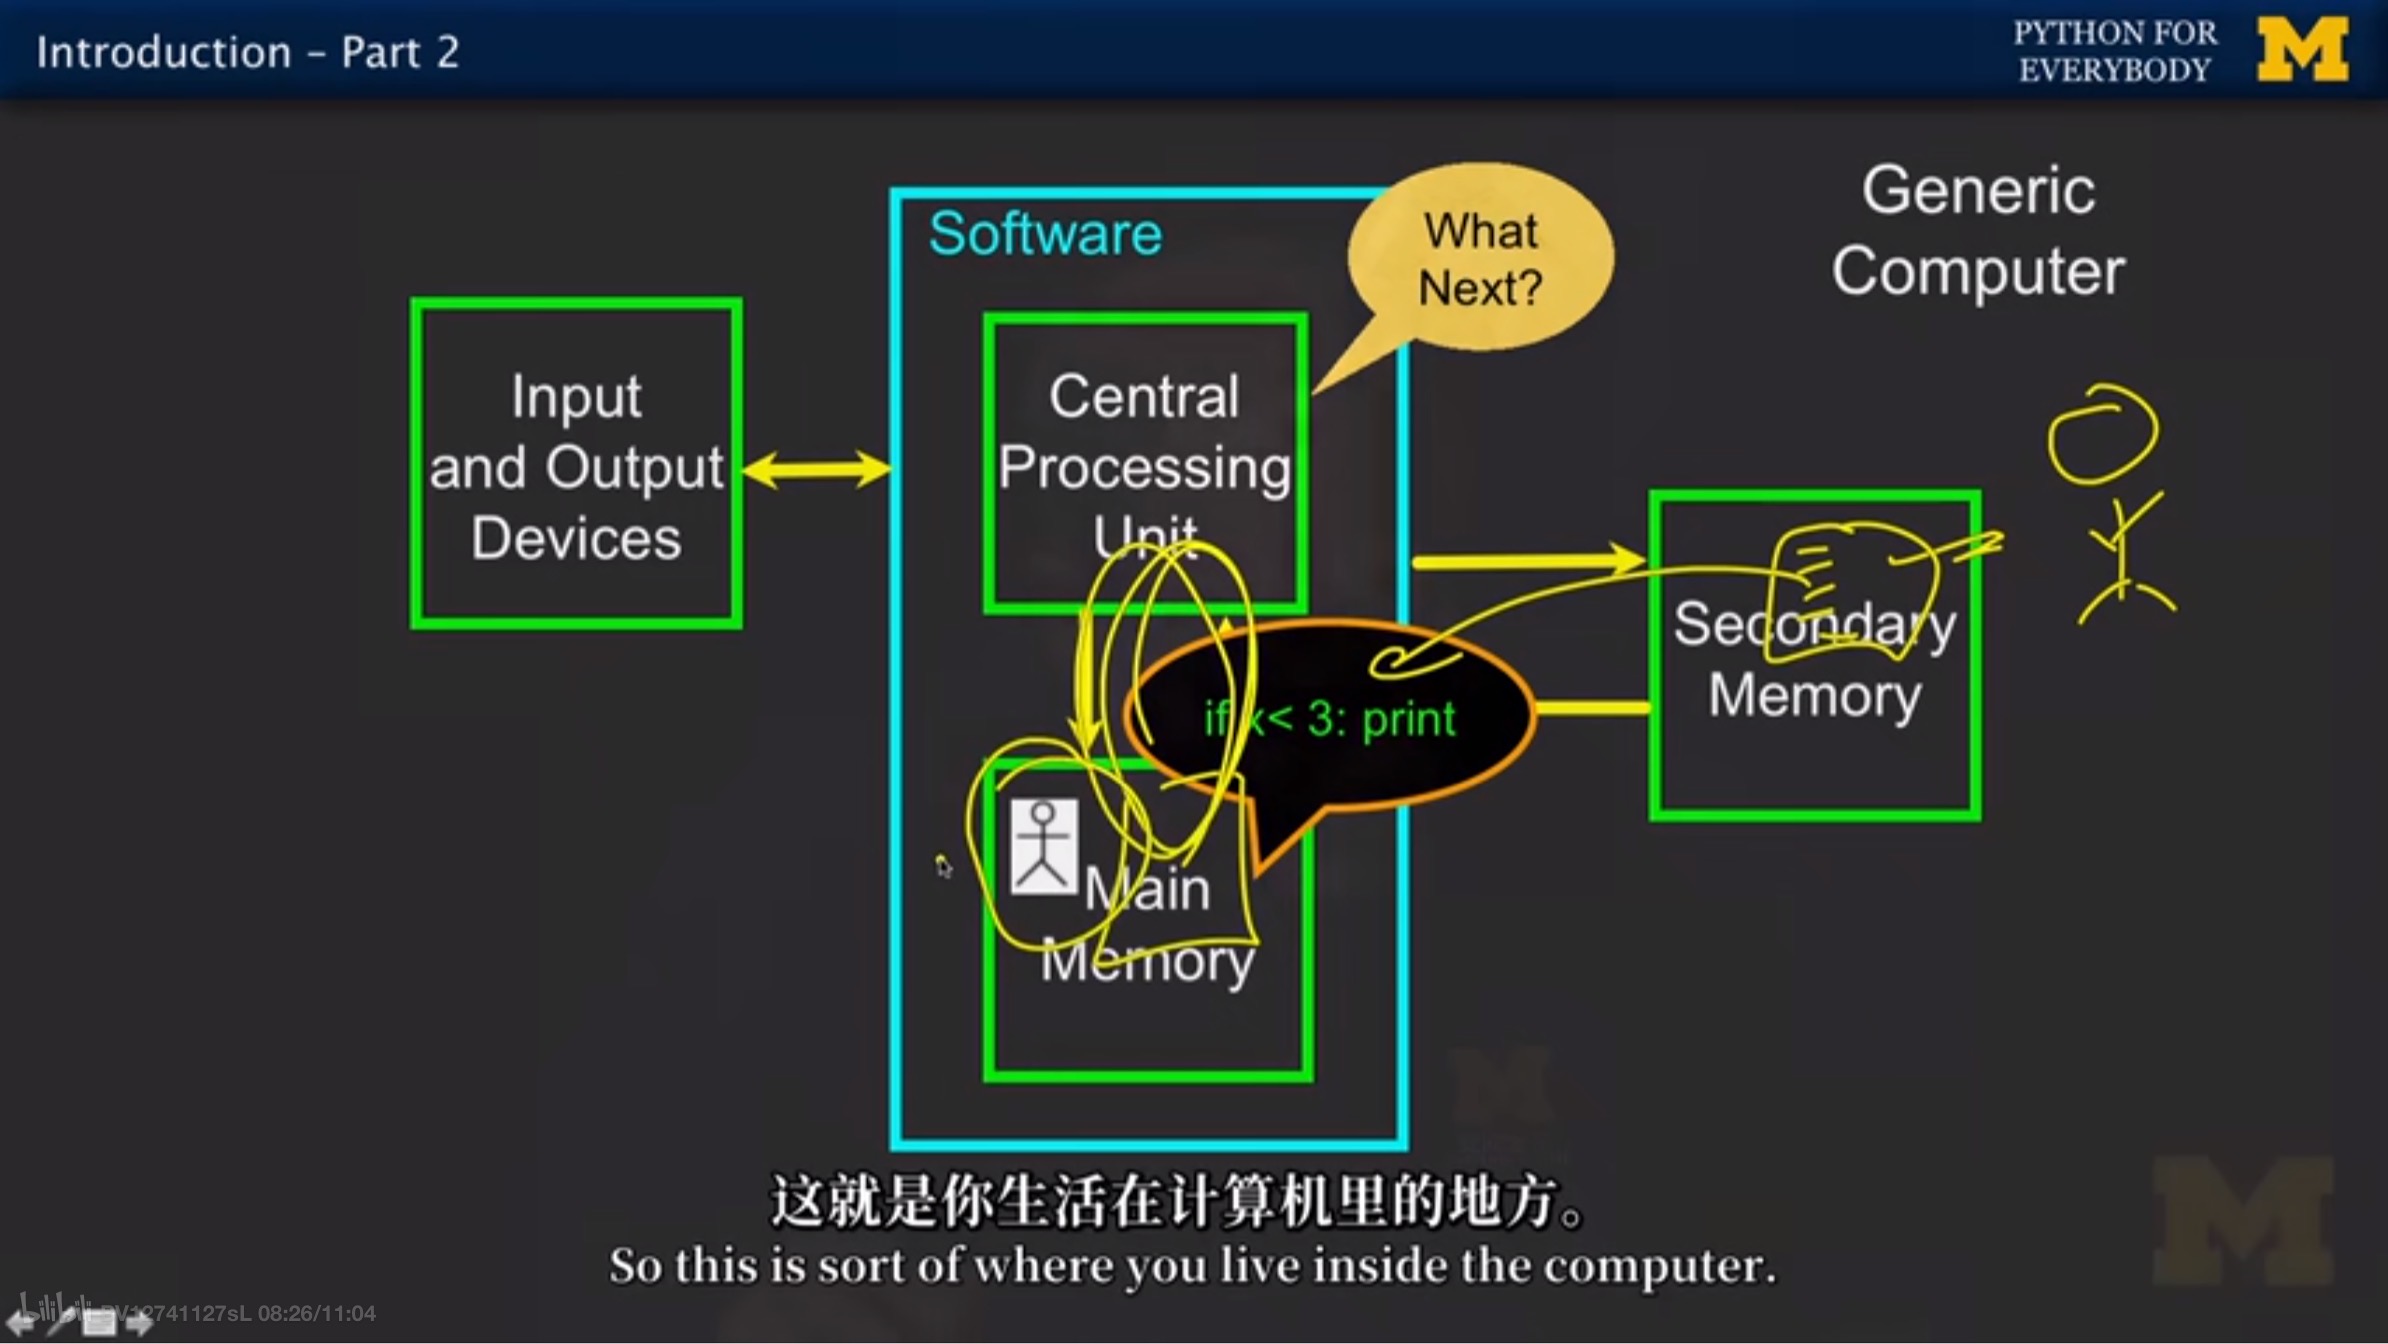 Introduction – Part 2
PYTHON FOR
EVERYBODY
M
Generic
Computer
Software
What
Next?
Input
and Output
Devices
Central
Processing
Unit
if x< 3: print
Secondary
Memory
Main
Memory
这就是你生活在计算机里的地方。
So this is sort of where you live inside the computer.
bilibili BV12741127sL 08:26/11:04
M